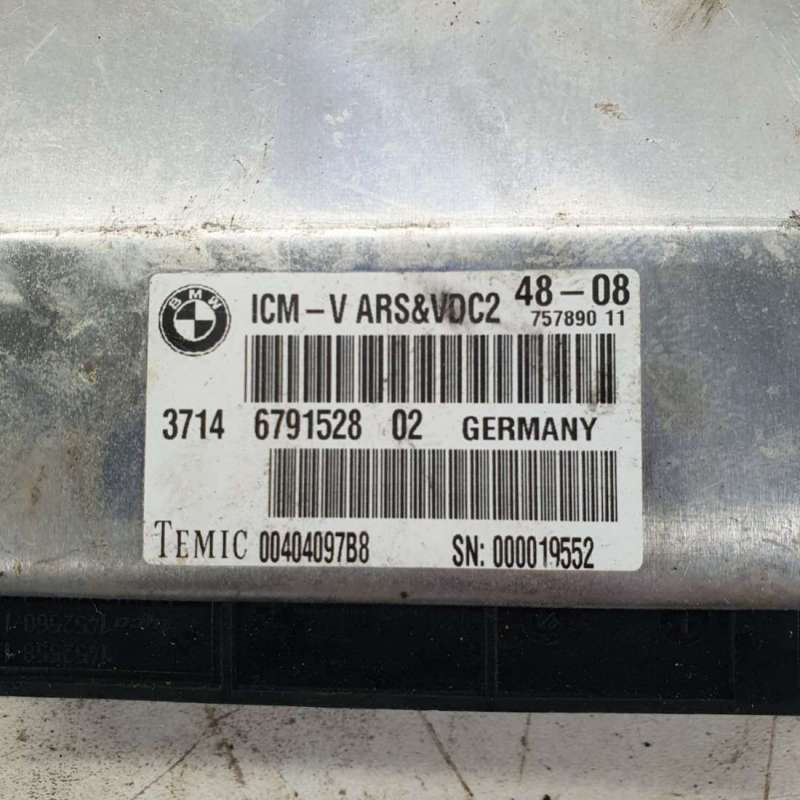 BMW
ICM-V ARS&VDC2 48-08
757890 11
3714 6791528 02 GERMANY
TEMIC 00404097B8 SN: 000019552